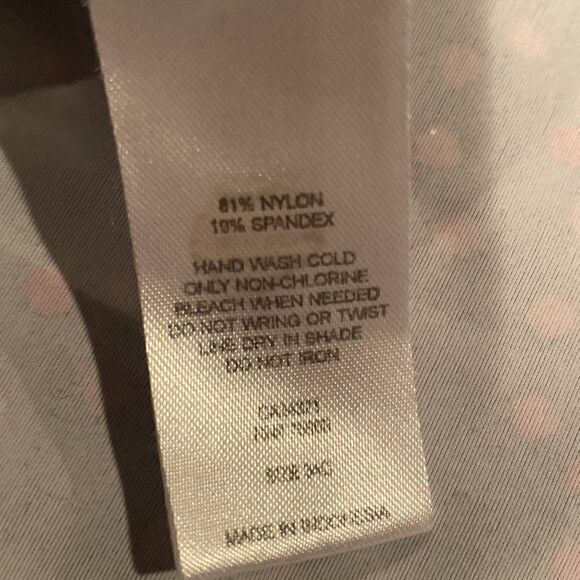 81% NYLON
19% SPANDEX
HAND WASH COLD
ONLY NON-CHLORINE
BLEACH WHEN NEEDED
DO NOT WRING OR TWIST
LINE DRY IN SHADE
DO NOT IRON
MADE IN INDONESIA